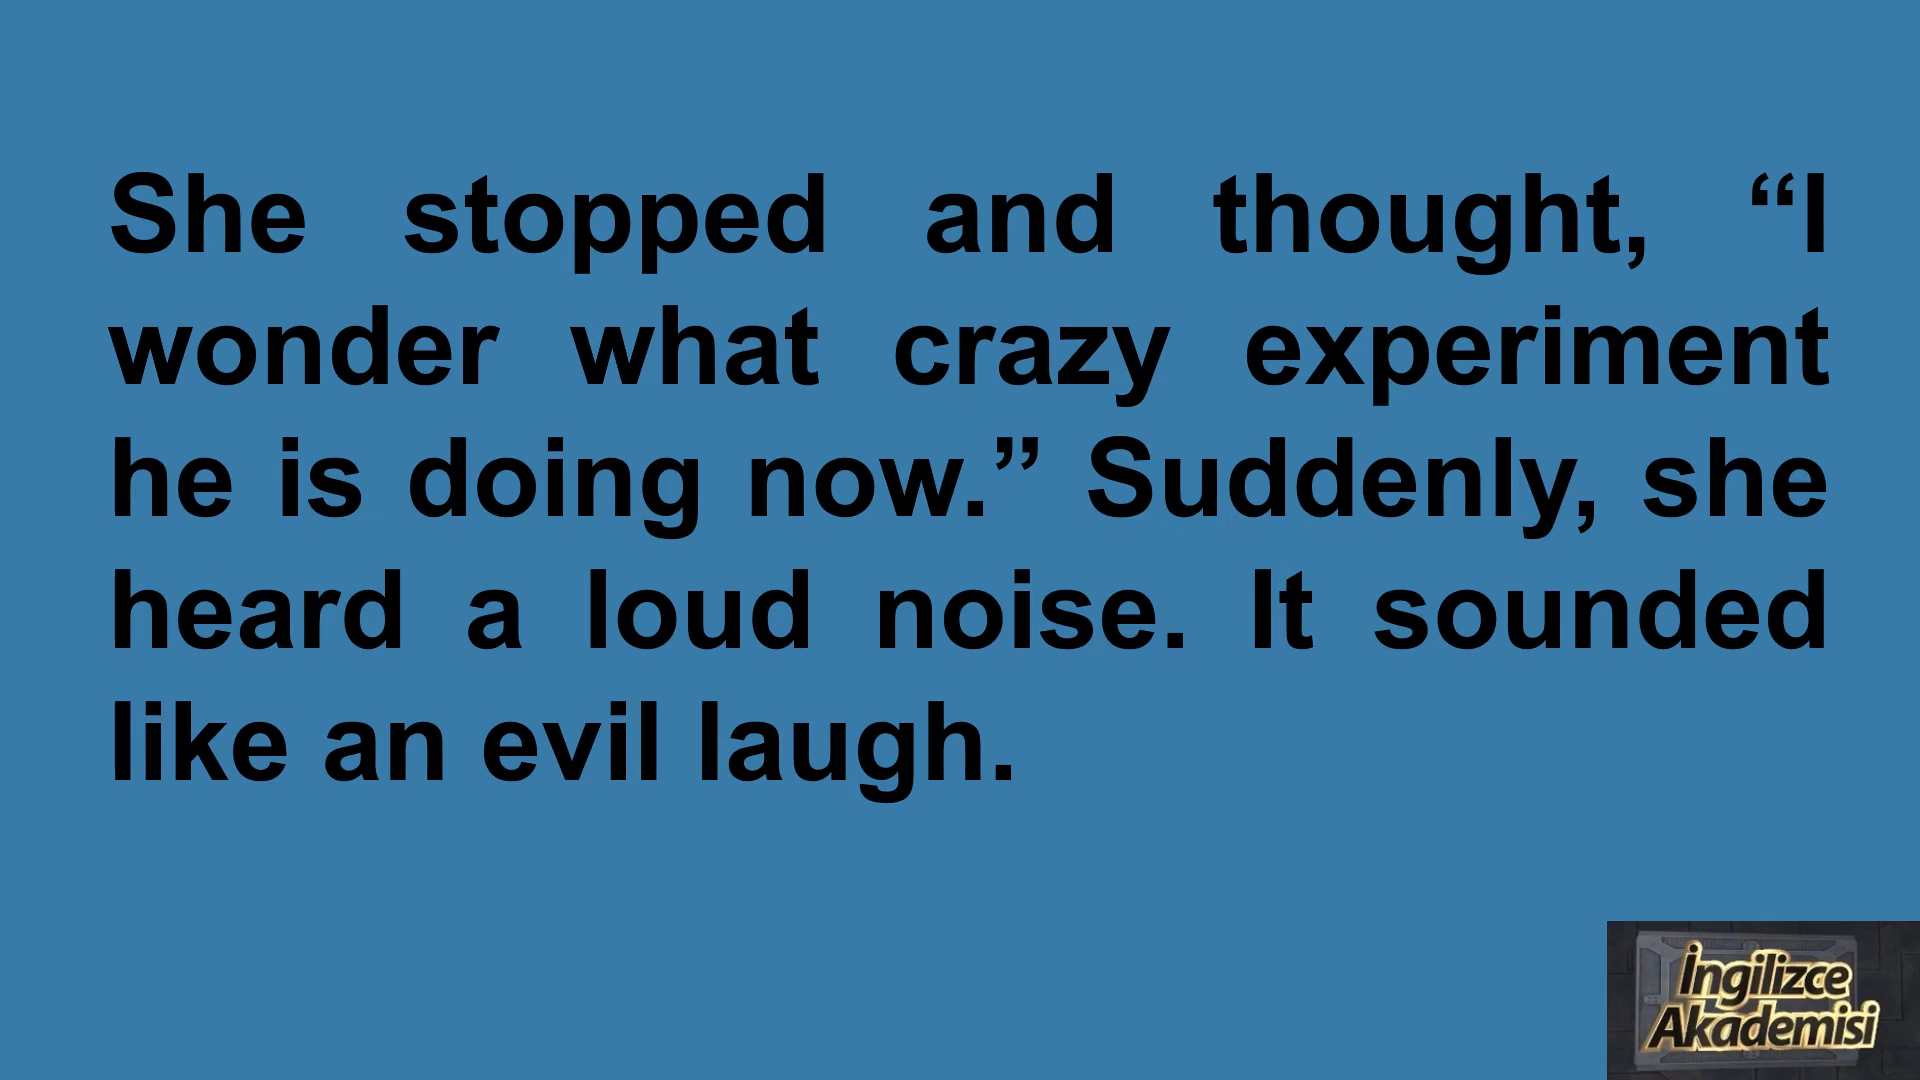 She stopped and thought, “I
wonder what crazy experiment
he is doing now.” Suddenly, she
heard a loud noise. It sounded
like an evil laugh.
İngilizce
Akademisi